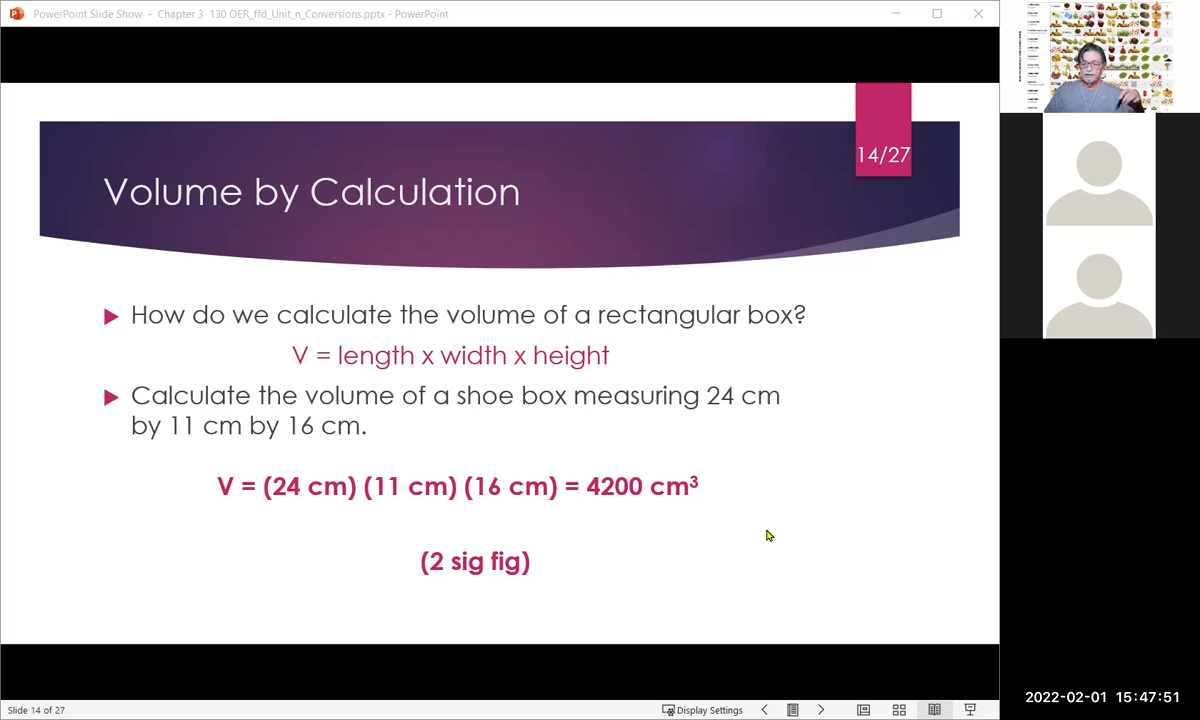 PowerPoint Slide Show - Chapter 3 130 OER_ffd_Unit_n_Conversions.pptx - PowerPoint
14/27
Volume by Calculation
How do we calculate the volume of a rectangular box?
V = length x width x height
Calculate the volume of a shoe box measuring 24 cm
by 11 cm by 16 cm.
V = (24 cm) (11 cm) (16 cm) = 4200 cm³
(2 sig fig)
Slide 14 of 27
Display Settings
2022-02-01 15:47:51